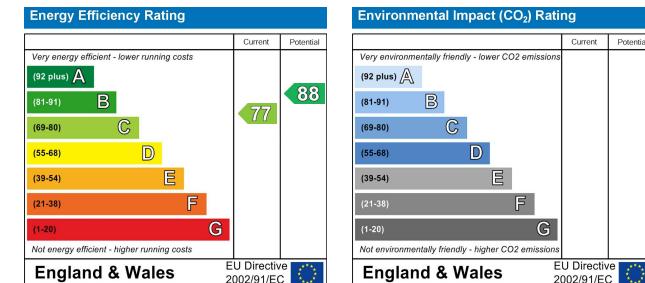 Energy Efficiency Rating
Current Potential
Very energy efficient - lower running costs
(92 plus) A
(81-91) B
(69-80) C
(55-68) D
(39-54) E
(21-38) F
(1-20) G
77
88
Not energy efficient - higher running costs
England & Wales
EU Directive
2002/91/EC
Environmental Impact (CO₂) Rating
Current Potential
Very environmentally friendly - lower CO2 emissions
(92 plus) A
(81-91) B
(69-80) C
(55-68) D
(39-54) E
(21-38) F
(1-20) G
Not environmentally friendly - higher CO2 emissions
England & Wales
EU Directive
2002/91/EC